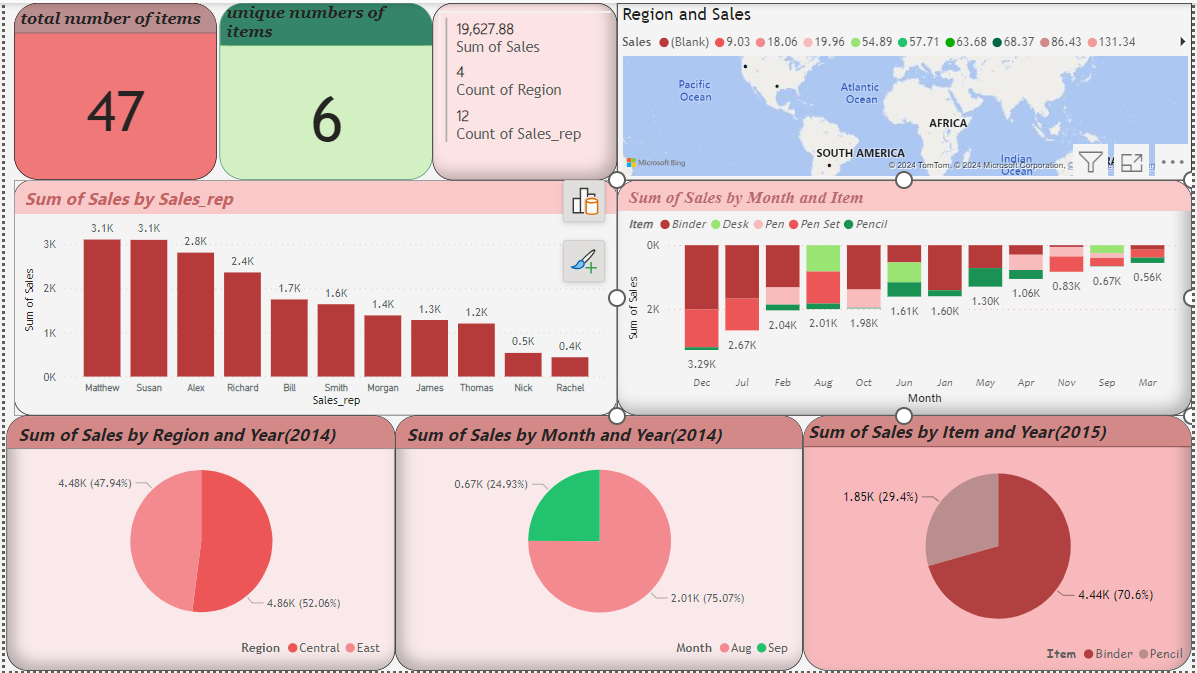 total number of items
47
unique numbers of
items
6
19,627.88
Sum of Sales
4
Count of Region
12
Count of Sales_rep
Region and Sales
Sales (Blank) 9.03 18.06 19.96 54.89 57.71 63.68 68.37 86.43 131.34
Pacific
Ocean
Atlantic
Ocean
AFRICA
SOUTH AMERICA
Indian
Ocean
Microsoft Bing
© 2024 TomTom, © 2024 Microsoft Corporation,
Sum of Sales by Sales_rep
Sum of Sales
3K
2K
1K
0K
3.1K 3.1K 2.8K 2.4K 1.7K 1.6K 1.4K 1.3K 1.2K 0.5K 0.4K
Matthew Susan Alex Richard Bill Smith Morgan James Thomas Nick Rachel
Sales_rep
Sum of Sales by Month and Item
Item Binder Desk Pen Pen Set Pencil
Sum of Sales
0K
2K
3.29K 2.67K 2.04K 2.01K 1.98K 1.61K 1.60K 1.30K 1.06K 0.83K 0.67K 0.56K
Dec Jul Feb Aug Oct Jun Jan May Apr Nov Sep Mar
Month
Sum of Sales by Region and Year(2014)
4.48K (47.94%)
4.86K (52.06%)
Region Central East
Sum of Sales by Month and Year(2014)
0.67K (24.93%)
2.01K (75.07%)
Month Aug Sep
Sum of Sales by Item and Year(2015)
1.85K (29.4%)
4.44K (70.6%)
Item Binder Pencil